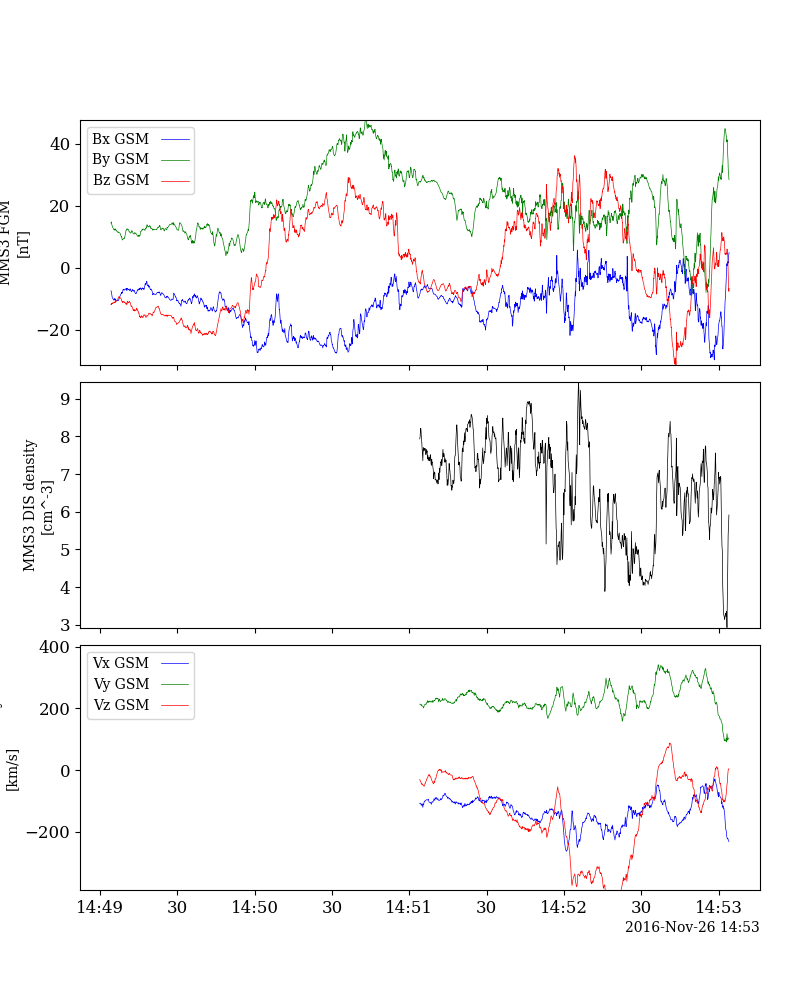 40
20
0
−20
MMS3 FGM
[nT]
Bx GSM
By GSM
Bz GSM
9
8
7
6
5
4
3
MMS3 DIS density
[cm^-3]
400
200
0
−200
[km/s]
Vx GSM
Vy GSM
Vz GSM
14:49 30 14:50 30 14:51 30 14:52 30 14:53
2016-Nov-26 14:53